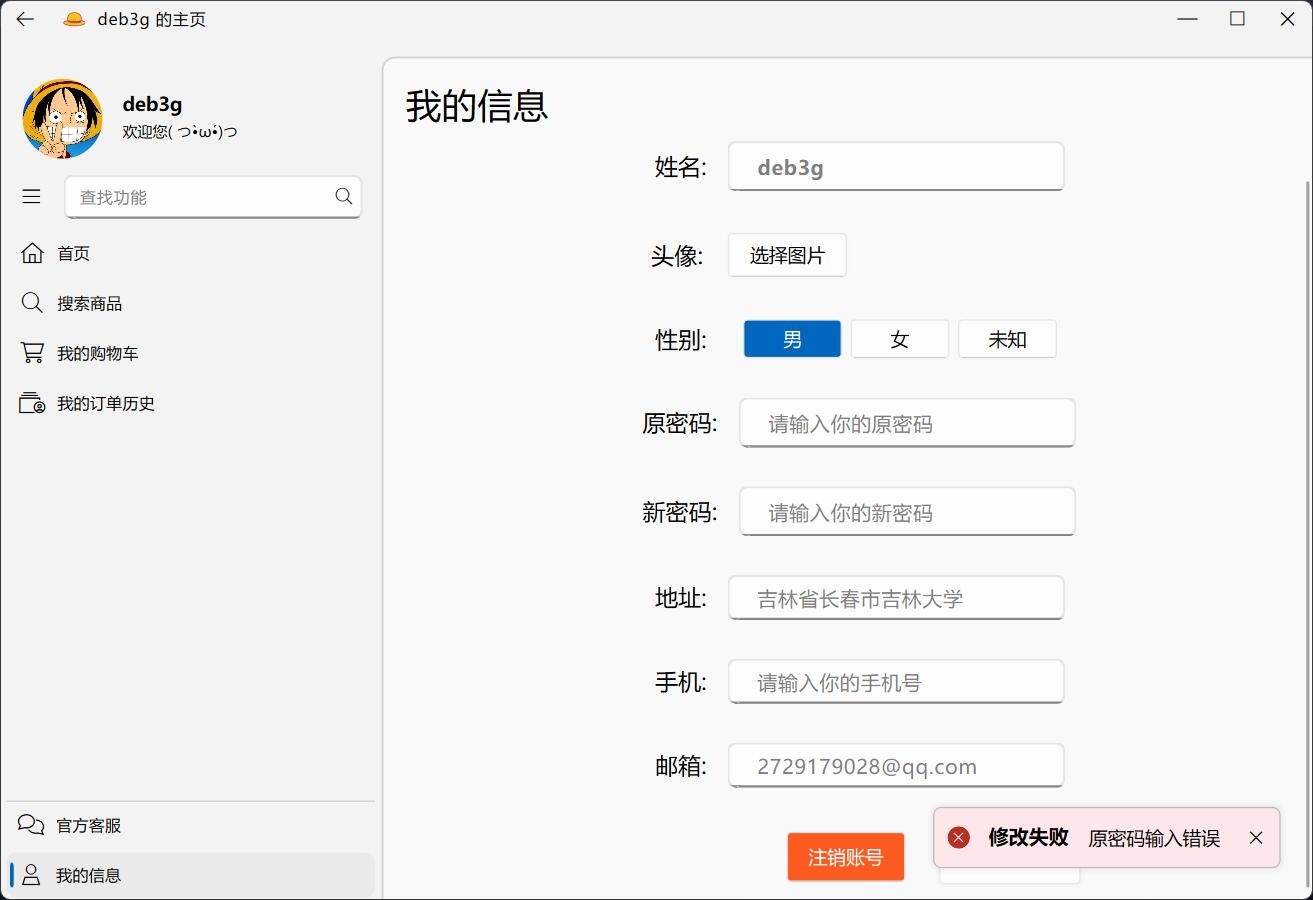 deb3g 的主页
deb3g
欢迎您( つ•̀ω•́)つ
查找功能
首页
搜索商品
我的购物车
我的订单历史
官方客服
我的信息
我的信息
姓名: deb3g
头像: 选择图片
性别: 男 女 未知
原密码: 请输入你的原密码
新密码: 请输入你的新密码
地址: 吉林省长春市吉林大学
手机: 请输入你的手机号
邮箱: 2729179028@qq.com
注销账号
修改失败 原密码输入错误